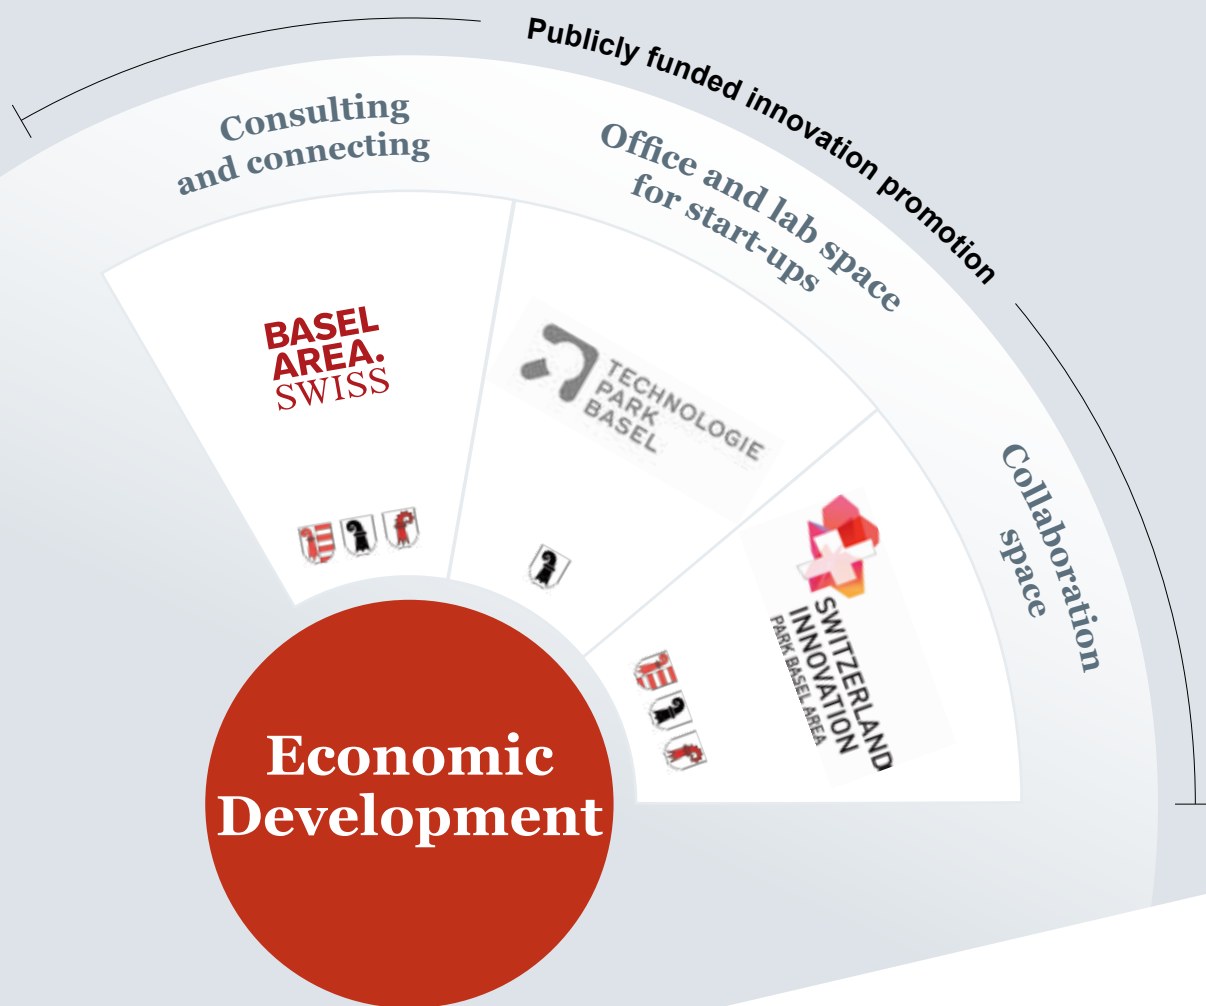 Publicly funded innovation promotion
Consulting
and connecting
Office and lab space
for start-ups
Collaboration
space
BASEL
AREA.
SWISS
TECHNOLOGIE
PARK
BASEL
SWITZERLAND
INNOVATION
PARK BASEL AREA
Economic
Development